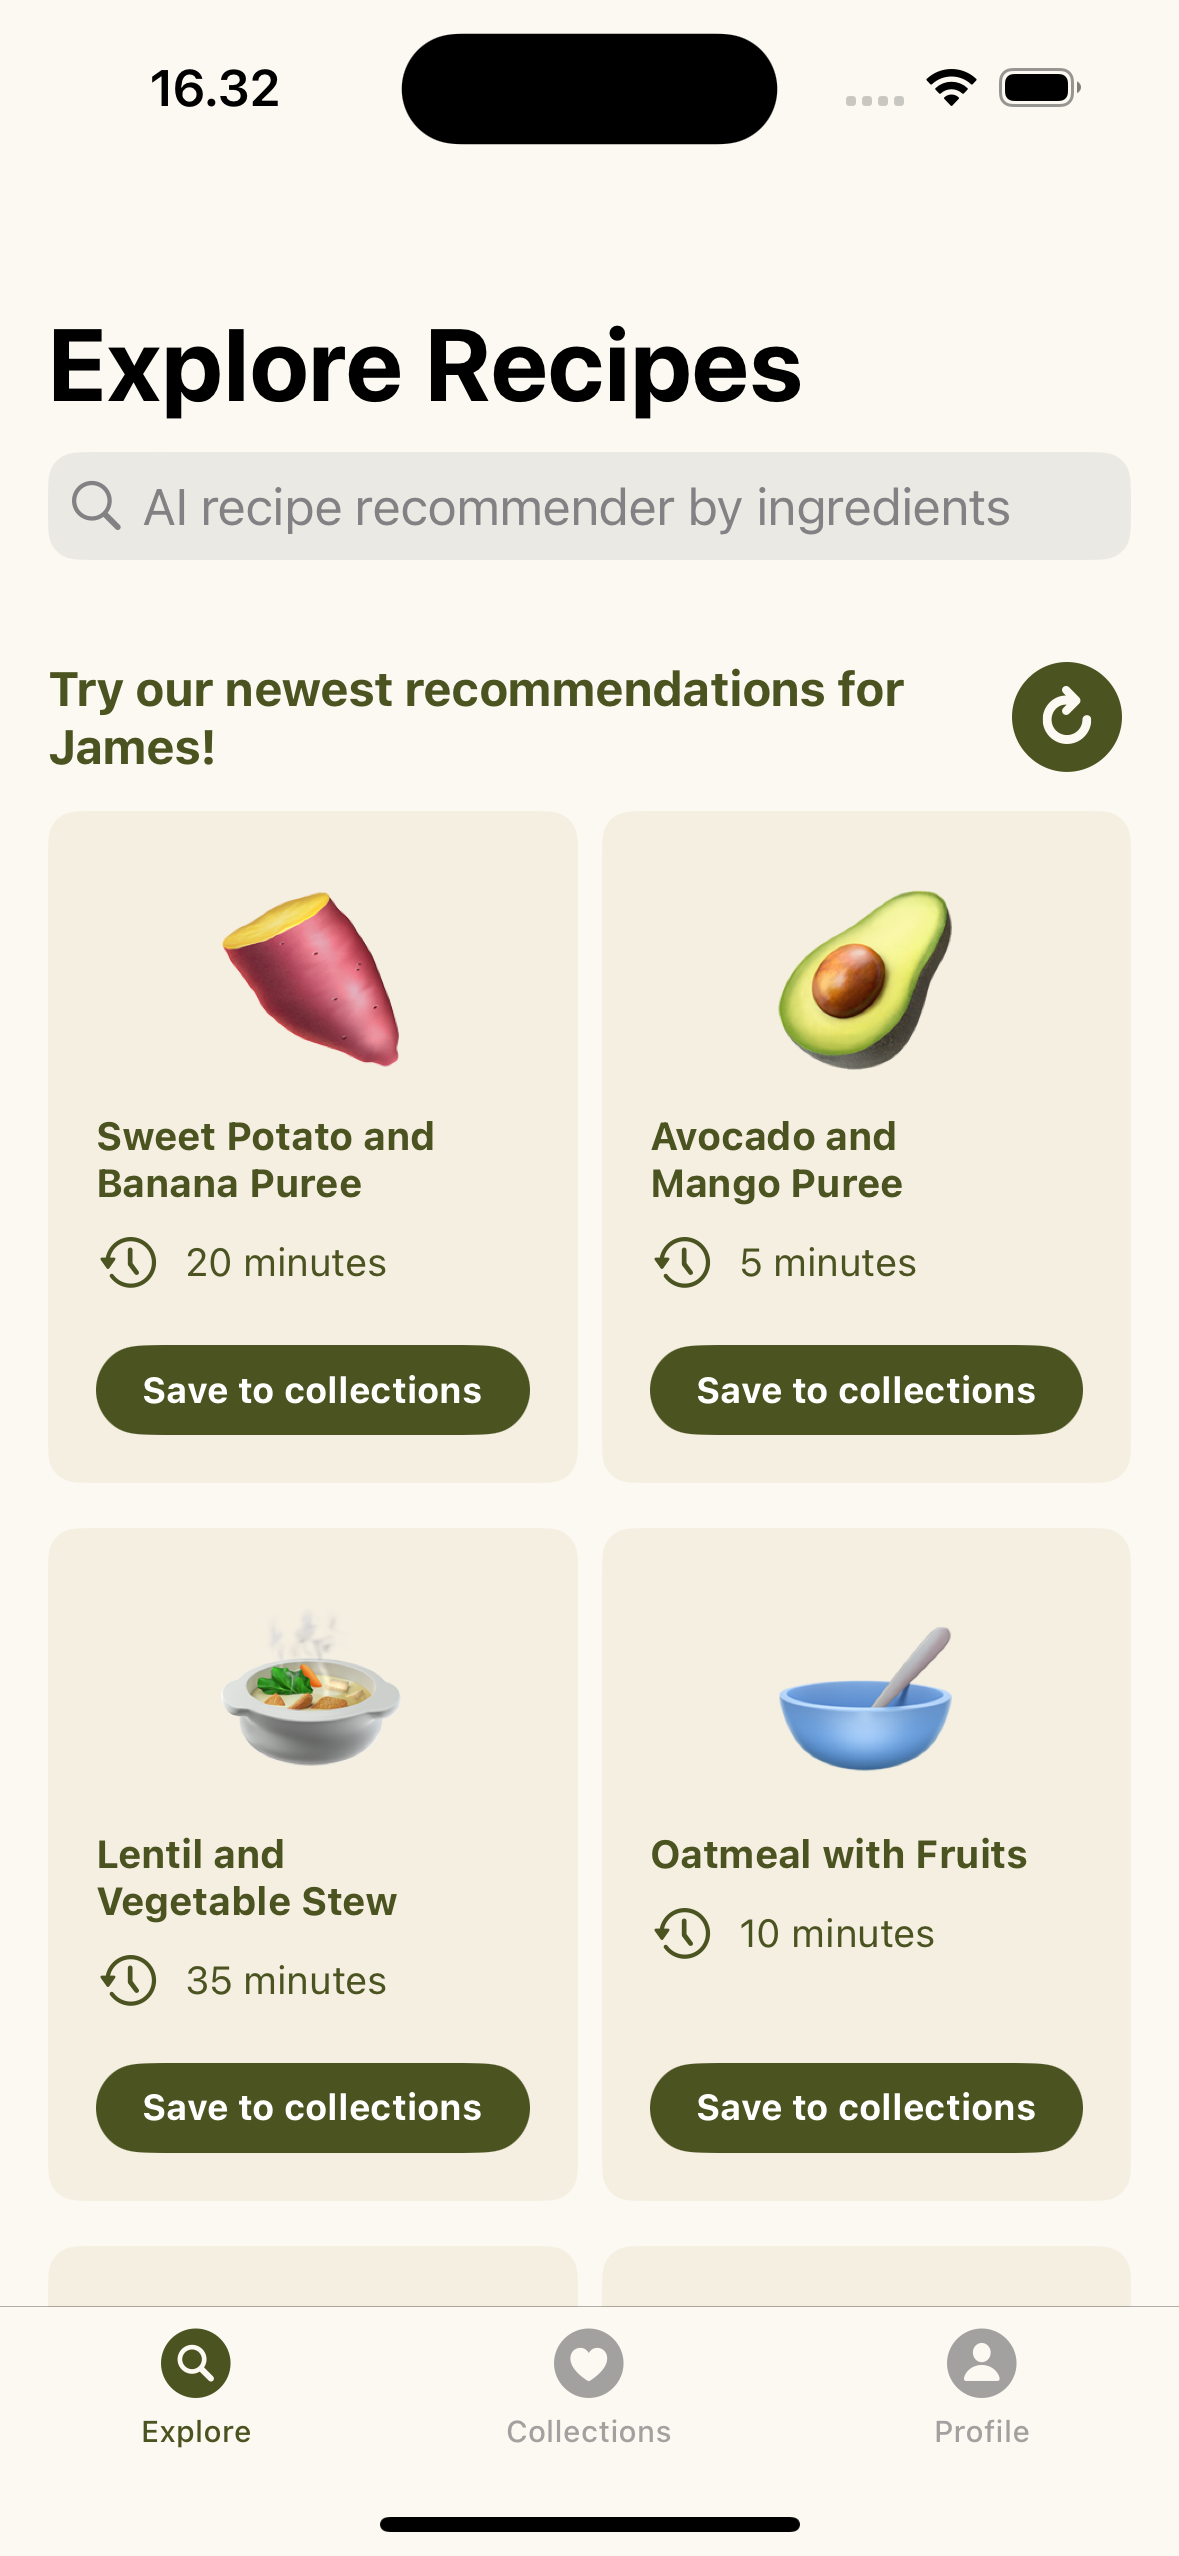 16.32
Explore Recipes
AI recipe recommender by ingredients
Try our newest recommendations for
James!
Sweet Potato and
Banana Puree
20 minutes
Save to collections
Avocado and
Mango Puree
5 minutes
Save to collections
Lentil and
Vegetable Stew
35 minutes
Save to collections
Oatmeal with Fruits
10 minutes
Save to collections
Explore
Collections
Profile